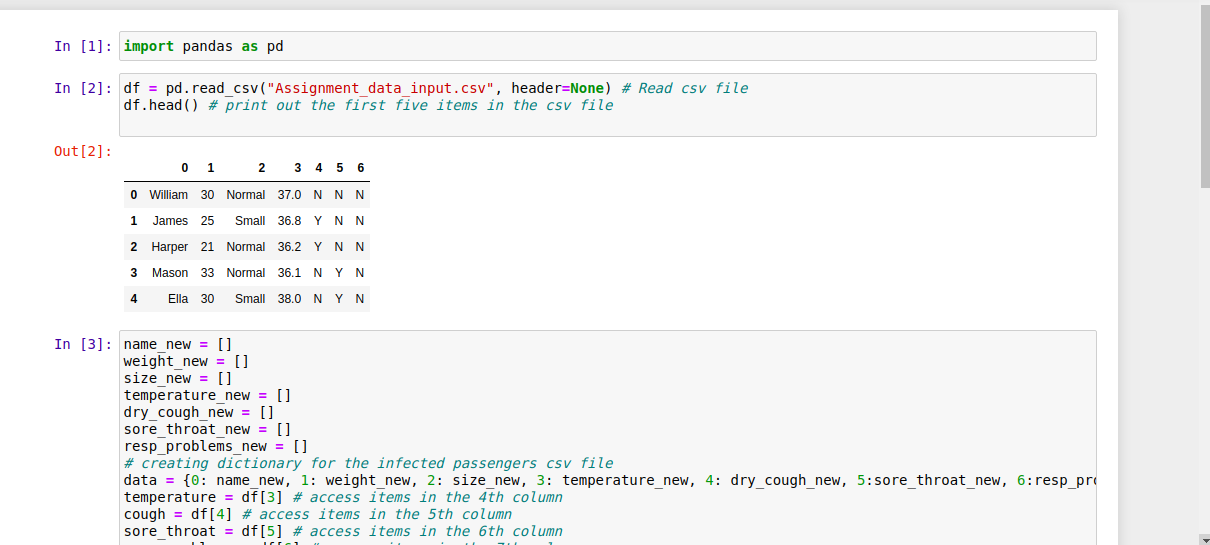 In [1]: import pandas as pd
In [2]: df = pd.read_csv("Assignment_data_input.csv", header=None) # Read csv file
df.head() # print out the first five items in the csv file
Out[2]:
0 1 2 3 4 5 6
0 William 30 Normal 37.0 N N N
1 James 25 Small 36.8 Y N N
2 Harper 21 Normal 36.2 Y N N
3 Mason 33 Normal 36.1 N Y N
4 Ella 30 Small 38.0 N Y N
In [3]: name_new = []
weight_new = []
size_new = []
temperature_new = []
dry_cough_new = []
sore_throat_new = []
resp_problems_new = []
# creating dictionary for the infected passengers csv file
data = {0: name_new, 1: weight_new, 2: size_new, 3: temperature_new, 4: dry_cough_new, 5:sore_throat_new, 6:resp_pro
temperature = df[3] # access items in the 4th column
cough = df[4] # access items in the 5th column
sore_throat = df[5] # access items in the 6th column